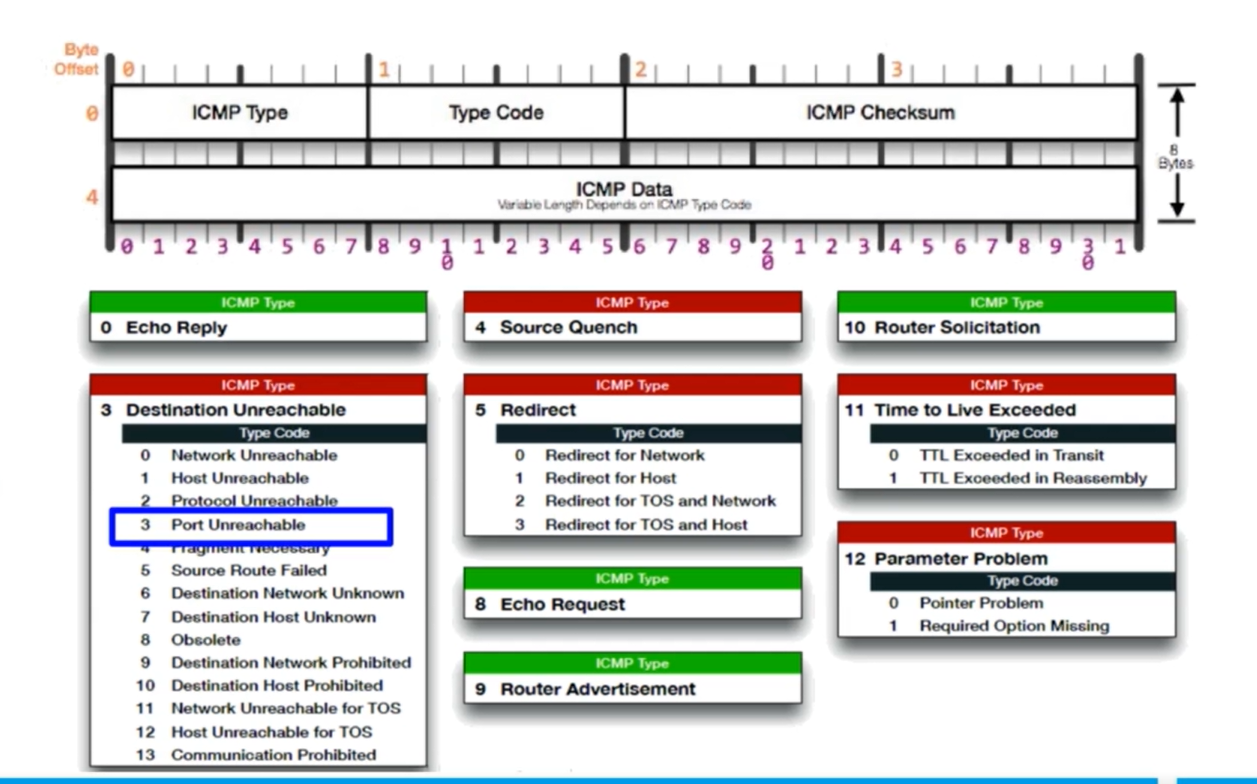 Byte
Offset
0 1 2 3
0 ICMP Type Type Code ICMP Checksum
8
Bytes
4 ICMP Data
Variable Length Depends on ICMP Type Code
0 1 2 3 4 5 6 7 8 9 10 1 2 3 4 5 6 7 8 9 20 1 2 3 4 5 6 7 8 9 30 1
ICMP Type
0 Echo Reply
ICMP Type
3 Destination Unreachable
Type Code
0 Network Unreachable
1 Host Unreachable
2 Protocol Unreachable
3 Port Unreachable
4 Fragment Necessary
5 Source Route Failed
6 Destination Network Unknown
7 Destination Host Unknown
8 Obsolete
9 Destination Network Prohibited
10 Destination Host Prohibited
11 Network Unreachable for TOS
12 Host Unreachable for TOS
13 Communication Prohibited
ICMP Type
4 Source Quench
ICMP Type
5 Redirect
Type Code
0 Redirect for Network
1 Redirect for Host
2 Redirect for TOS and Network
3 Redirect for TOS and Host
ICMP Type
8 Echo Request
ICMP Type
9 Router Advertisement
ICMP Type
10 Router Solicitation
ICMP Type
11 Time to Live Exceeded
Type Code
0 TTL Exceeded in Transit
1 TTL Exceeded in Reassembly
ICMP Type
12 Parameter Problem
Type Code
0 Pointer Problem
1 Required Option Missing